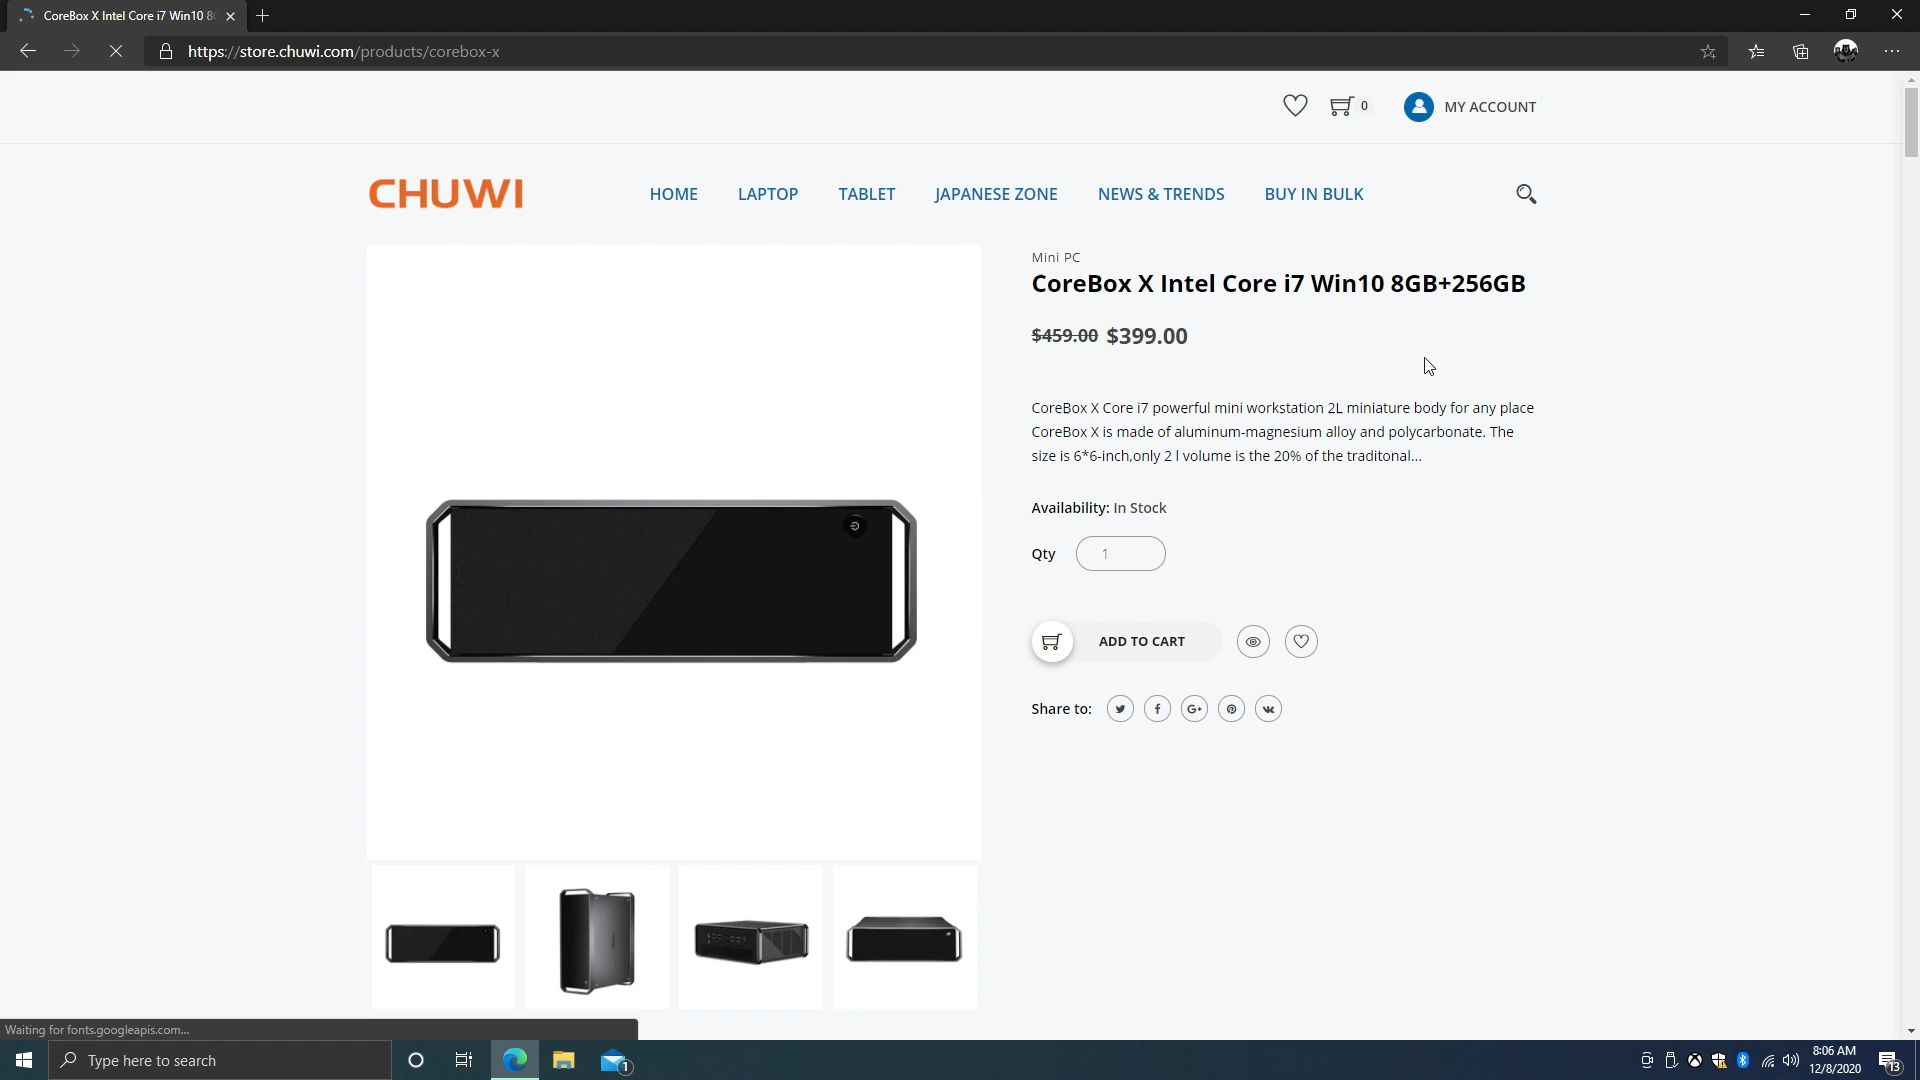 CoreBox X Intel Core i7 Win10 8G
https://store.chuwi.com/products/corebox-x
0
MY ACCOUNT
CHUWI
HOME
LAPTOP
TABLET
JAPANESE ZONE
NEWS & TRENDS
BUY IN BULK
Mini PC
CoreBox X Intel Core i7 Win10 8GB+256GB
$459.00 $399.00
CoreBox X Core i7 powerful mini workstation 2L miniature body for any place
CoreBox X is made of aluminum-magnesium alloy and polycarbonate. The
size is 6*6-inch,only 2 l volume is the 20% of the traditonal...
Availability: In Stock
Qty 1
ADD TO CART
Share to:
Waiting for fonts.googleapis.com...
Type here to search
1
8:06 AM
12/8/2020
13